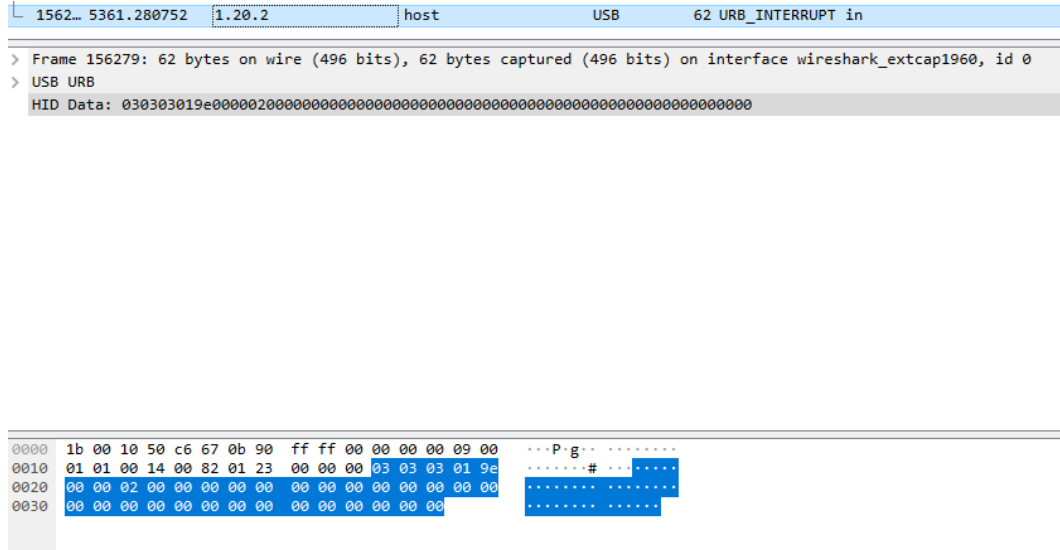 1562… 5361.280752 1.20.2 host USB 62 URB_INTERRUPT in
> Frame 156279: 62 bytes on wire (496 bits), 62 bytes captured (496 bits) on interface wireshark_extcap1960, id 0
> USB URB
HID Data: 030303019e0000020000000000000000000000000000000000000000000000000000000000
0000 1b 00 10 50 c6 67 0b 90 ff ff 00 00 00 00 09 00 ···P·g·· ········
0010 01 01 00 14 00 82 01 23 00 00 00 03 03 03 01 9e ·······# ········
0020 00 00 02 00 00 00 00 00 00 00 00 00 00 00 00 00 ········ ········
0030 00 00 00 00 00 00 00 00 00 00 00 00 00 00 ········ ······